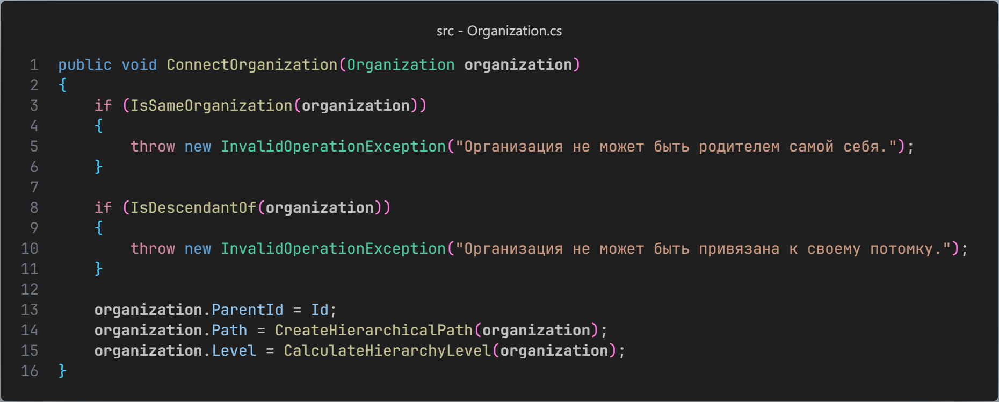 src - Organization.cs
1 public void ConnectOrganization(Organization organization)
2 {
3     if (IsSameOrganization(organization))
4     {
5         throw new InvalidOperationException("Организация не может быть родителем самой себя.");
6     }
7
8     if (IsDescendantOf(organization))
9     {
10         throw new InvalidOperationException("Организация не может быть привязана к своему потомку.");
11     }
12
13     organization.ParentId = Id;
14     organization.Path = CreateHierarchicalPath(organization);
15     organization.Level = CalculateHierarchyLevel(organization);
16 }